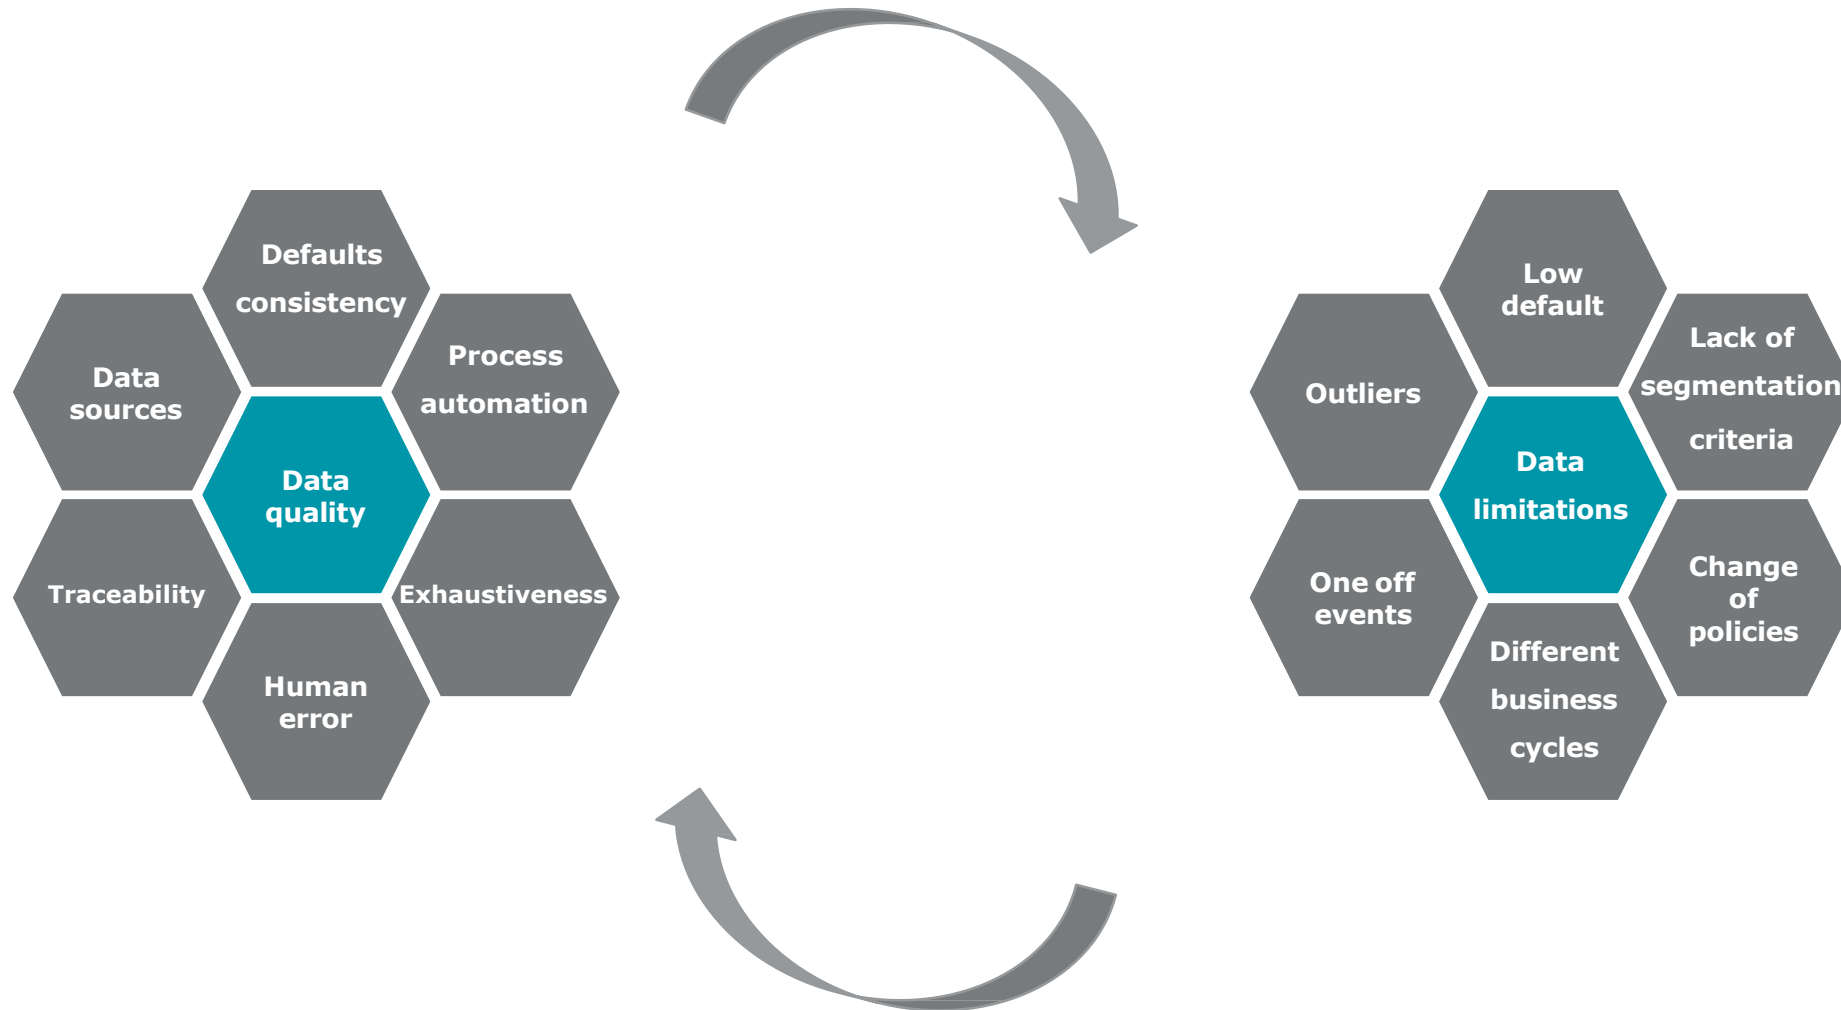 Defaults
consistency
Process
automation
Data
sources
Data
quality
Traceability
Exhaustiveness
Human
error
Low
default
Lack of
segmentation
criteria
Outliers
Data
limitations
One off
events
Change
of
policies
Different
business
cycles